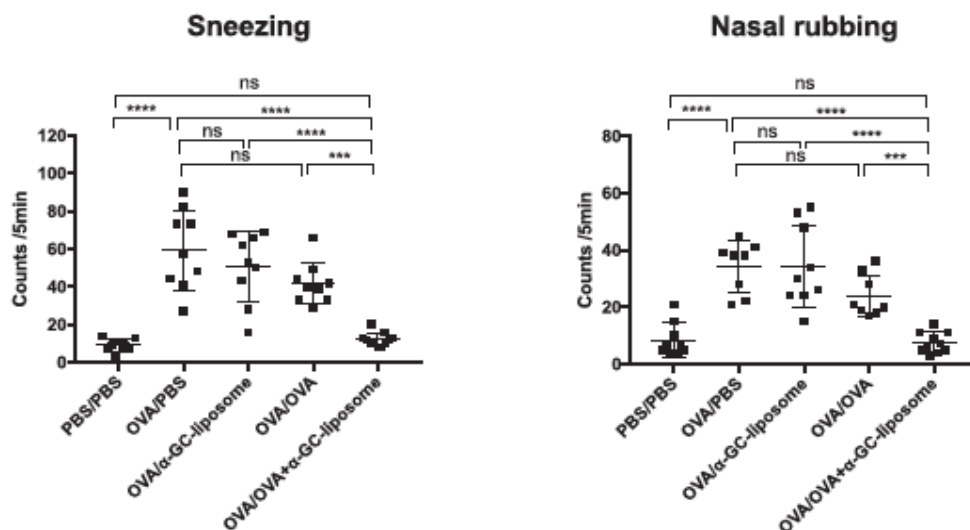 Sneezing
ns
**** ****
ns ****
ns ***
120
100
80
60
40
20
0
Counts /5min
PBS/PBS
OVA/PBS
OVA/α-GC-liposome
OVA/OVA
OVA/OVA+α-GC-liposome
Nasal rubbing
ns
**** ****
ns ****
ns ***
80
60
40
20
0
Counts /5min
PBS/PBS
OVA/PBS
OVA/α-GC-liposome
OVA/OVA
OVA/OVA+α-GC-liposome